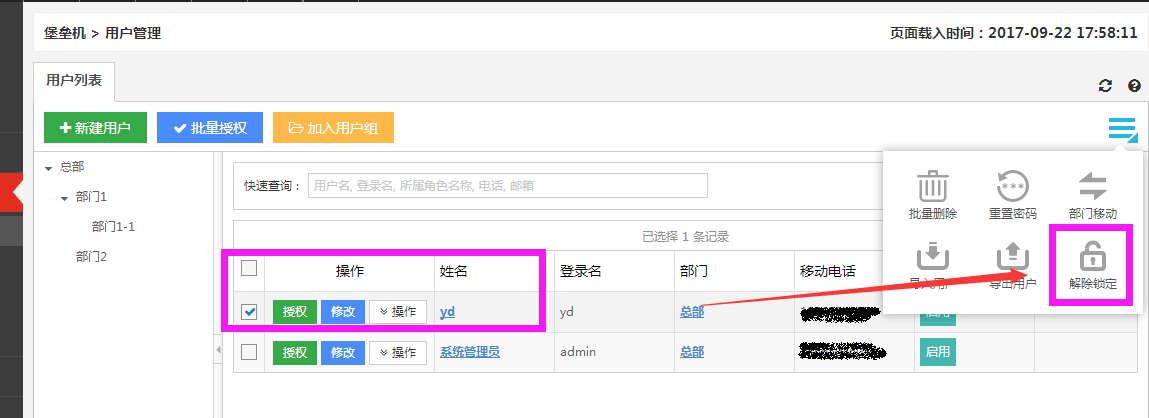 堡垒机 > 用户管理
页面载入时间：2017-09-22 17:58:11
用户列表
新建用户
批量授权
加入用户组
总部
部门1
部门1-1
部门2
快速查询：
用户名, 登录名, 所属角色名称, 电话, 邮箱
已选择 1 条记录
操作 姓名 登录名 部门 移动电话
授权 修改 操作 yd yd 总部 启用
授权 修改 操作 系统管理员 admin 总部 启用
批量删除 重置密码 部门移动
导入用户 导出用户 解除锁定